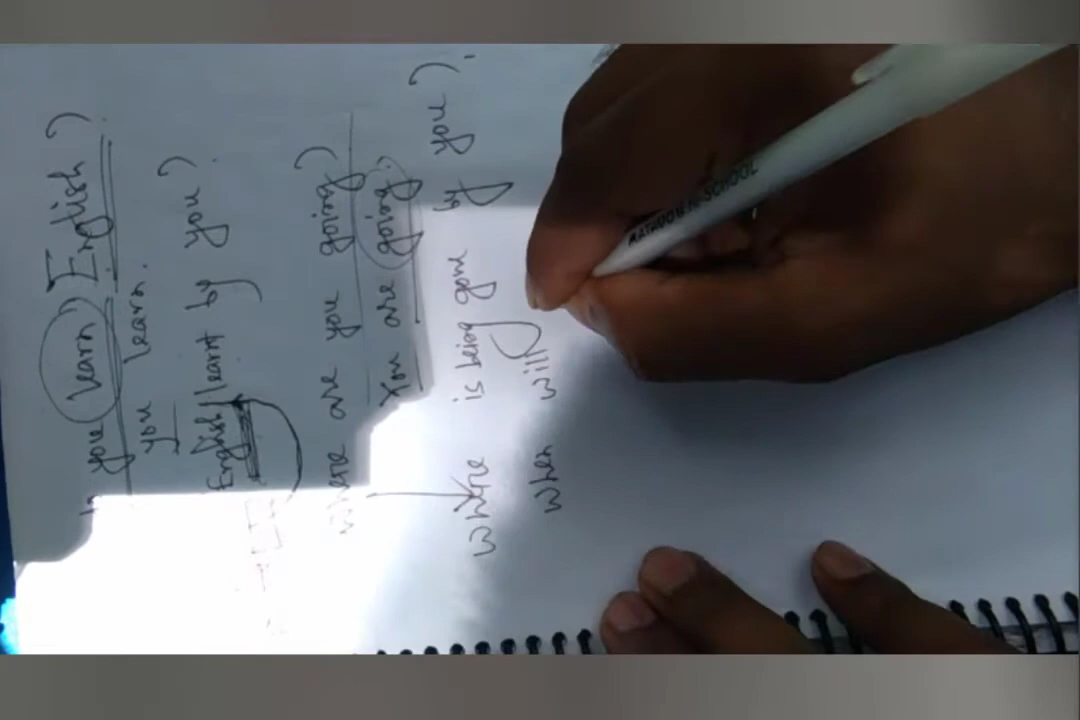 you learn English ?
you learn.
English learnt by you ?
where are you going ?
You are going.
where is being gone by you ?
when will
SCHOOL